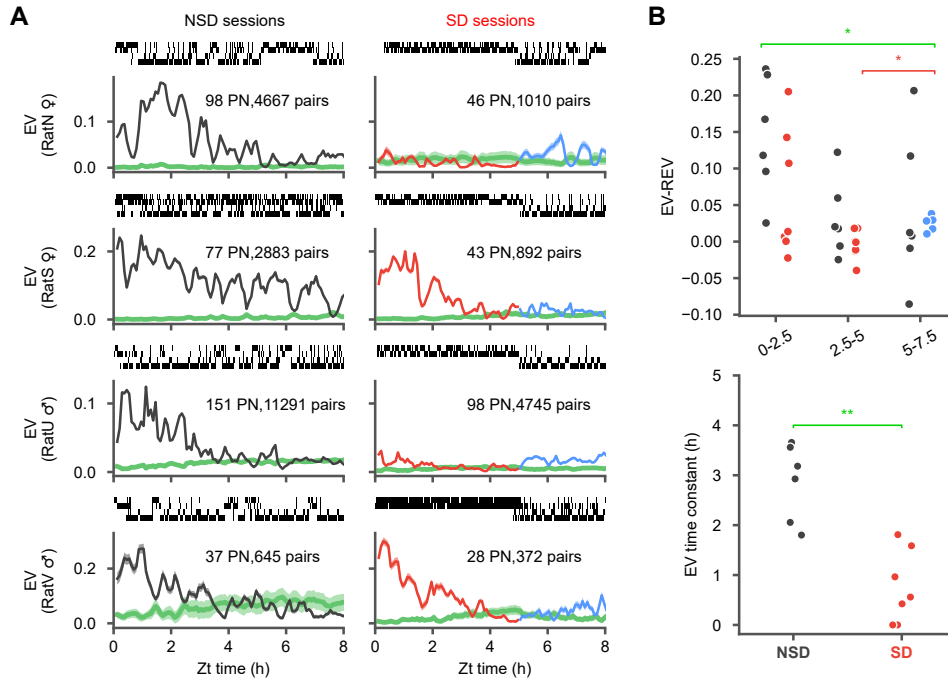 A
NSD sessions
SD sessions
EV
(RatN ♀)
0.1
0.0
98 PN,4667 pairs
46 PN,1010 pairs
EV
(RatS ♀)
0.2
0.0
77 PN,2883 pairs
43 PN,892 pairs
EV
(RatU ♂)
0.1
0.0
151 PN,11291 pairs
98 PN,4745 pairs
EV
(RatV ♂)
0.2
0.0
37 PN,645 pairs
28 PN,372 pairs
0 2 4 6 8
0 2 4 6 8
Zt time (h)
Zt time (h)
B
*
*
EV-REV
0.25
0.20
0.15
0.10
0.05
0.00
−0.05
−0.10
0-2.5
2.5-5
5-7.5
EV time constant (h)
5
4
3
2
1
0
**
NSD
SD